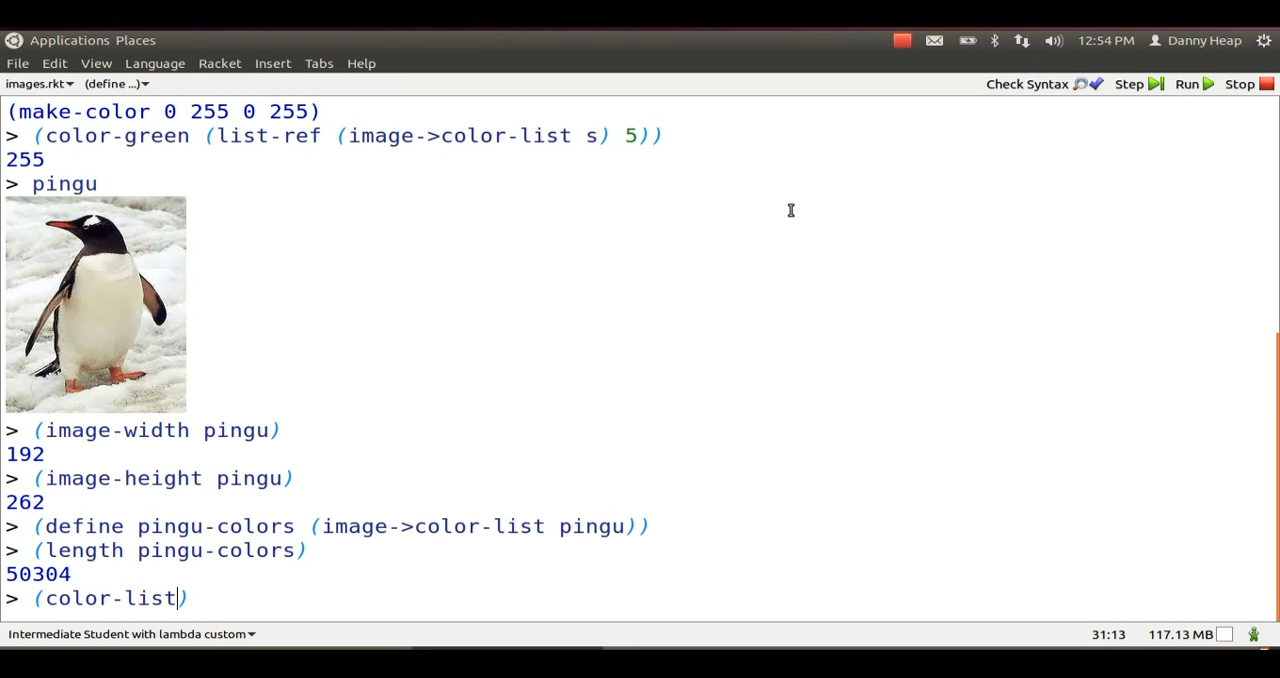 Applications Places 12:54 PM Danny Heap
File Edit View Language Racket Insert Tabs Help
images.rkt (define ...) Check Syntax Step Run Stop
(make-color 0 255 0 255)
> (color-green (list-ref (image->color-list s) 5))
255
> pingu
> (image-width pingu)
192
> (image-height pingu)
262
> (define pingu-colors (image->color-list pingu))
> (length pingu-colors)
50304
> (color-list)
Intermediate Student with lambda custom 31:13 117.13 MB